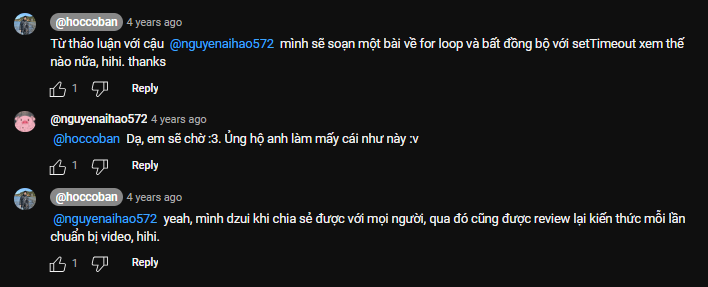 @hoccoban 4 years ago
Từ thảo luận với cậu @nguyenaihao572 mình sẽ soạn một bài về for loop và bất đồng bộ với setTimeout xem thế
nào nữa, hihi. thanks
1 Reply
@nguyenaihao572 4 years ago
@hoccoban Dạ, em sẽ chờ :3. Ủng hộ anh làm mấy cái như này :v
1 Reply
@hoccoban 4 years ago
@nguyenaihao572 yeah, mình dzui khi chia sẻ được với mọi người, qua đó cũng được review lại kiến thức mỗi lần
chuẩn bị video, hihi.
1 Reply